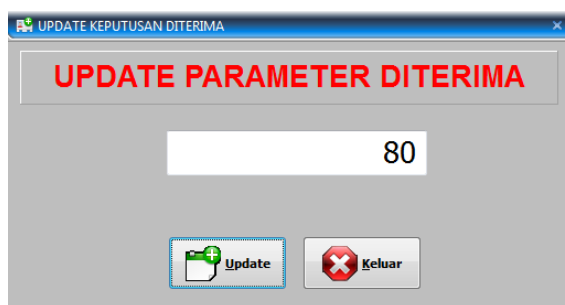 UPDATE KEPUTUSAN DITERIMA
UPDATE PARAMETER DITERIMA
80
Update
Keluar